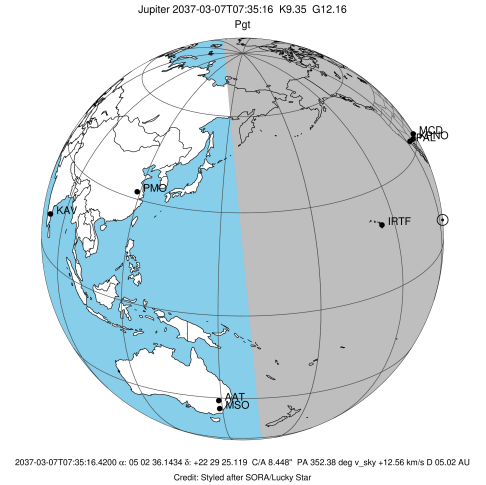 Jupiter 2037-03-07T07:35:16 K9.35 G12.16
Pgt
MCD
PAL
PMO
KAV
IRTF
AAT
MSO
2037-03-07T07:35:16.4200 α: 05 02 36.1434 δ: +22 29 25.119 C/A 8.448" PA 352.38 deg v_sky +12.56 km/s D 05.02 AU
Credit: Styled after SORA/Lucky Star